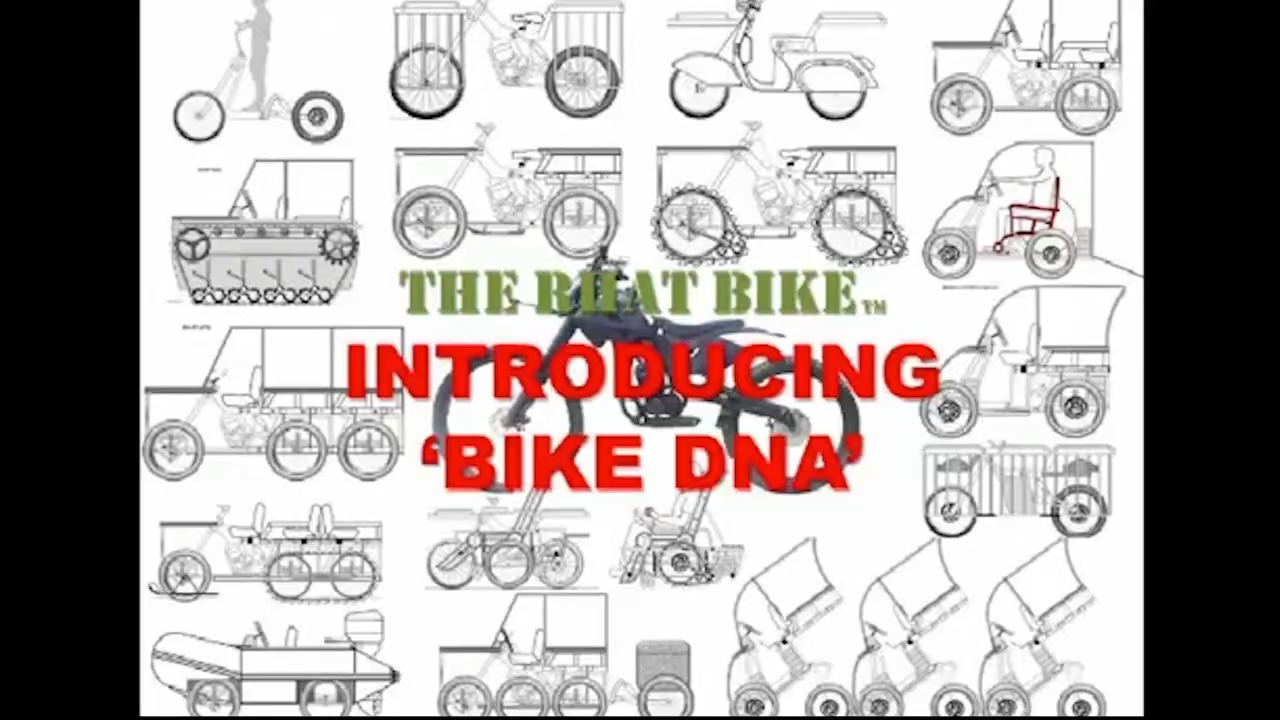 THE RHAT BIKE™
INTRODUCING
‘BIKE DNA’